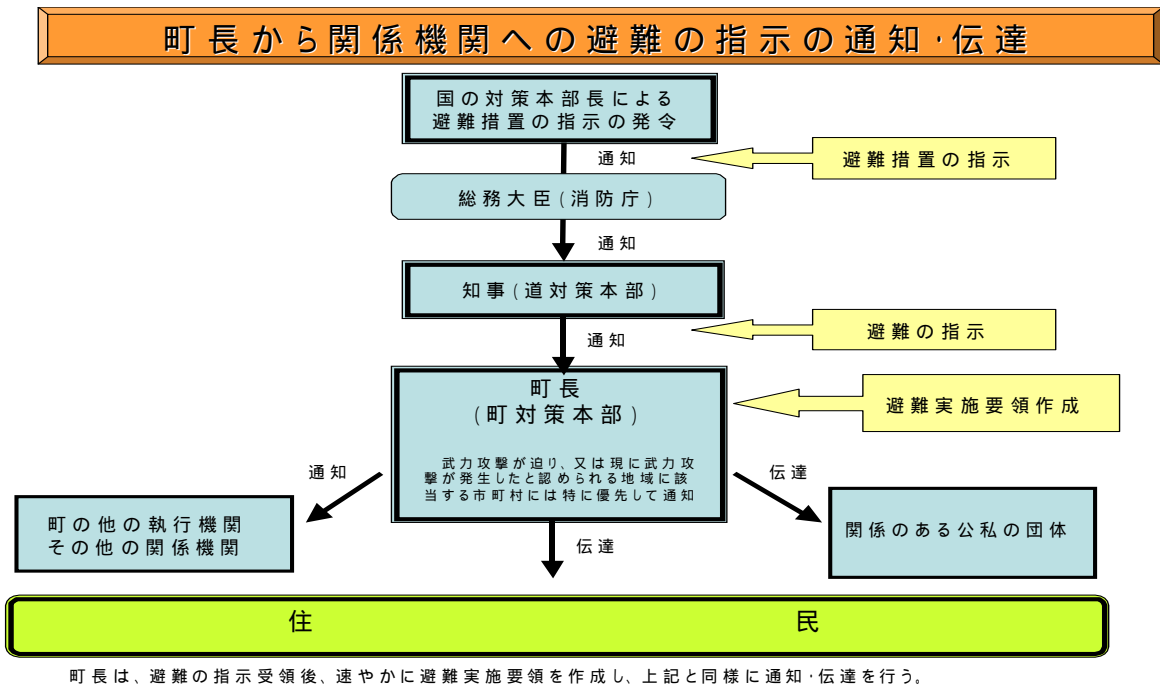 町長から関係機関への避難の指示の通知・伝達
国の対策本部長による
避難措置の指示の発令
通知
避難措置の指示
総務大臣(消防庁)
通知
知事(道対策本部)
通知
避難の指示
町長
(町対策本部)
武力攻撃が迫り、又は現に武力攻
撃が発生したと認められる地域に該
当する市町村には特に優先して通知
避難実施要領作成
通知
伝達
町の他の執行機関
その他の関係機関
伝達
関係のある公私の団体
住民
町長は、避難の指示受領後、速やかに避難実施要領を作成し、上記と同様に通知・伝達を行う。